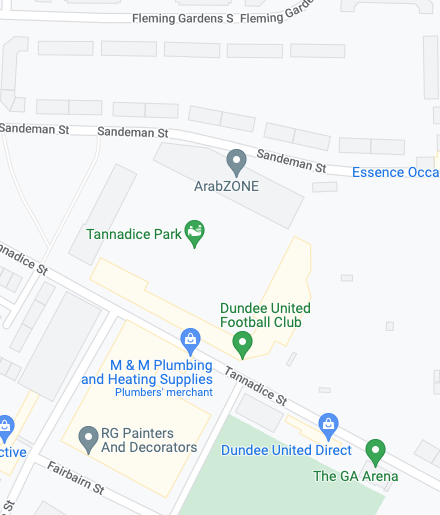 Fleming Gardens S
Fleming Garde
Sandeman St
Sandeman St
Sandeman St
Essence Occa
ArabZONE
Tannadice Park
nnadice St
Dundee United
Football Club
M & M Plumbing
and Heating Supplies
Plumbers' merchant
Tannadice St
RG Painters
And Decorators
ctive
Dundee United Direct
The GA Arena
Fairbairn St
St